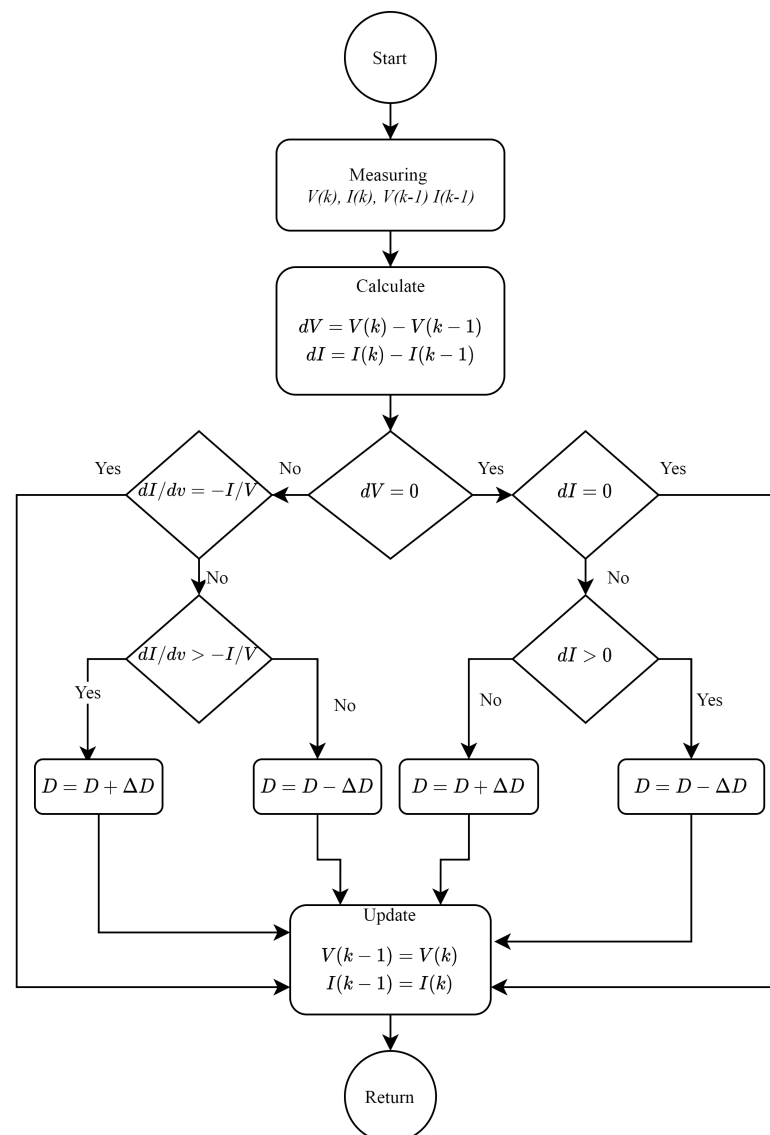 Start
Measuring
V(k), I(k), V(k-1) I(k-1)
Calculate
dV = V(k) − V(k − 1)
dI = I(k) − I(k − 1)
Yes
dI/dv = −I/V
No
dV = 0
Yes
dI = 0
Yes
No
No
dI/dv > −I/V
dI > 0
Yes
No
No
Yes
D = D + ΔD
D = D − ΔD
D = D + ΔD
D = D − ΔD
Update
V(k − 1) = V(k)
I(k − 1) = I(k)
Return